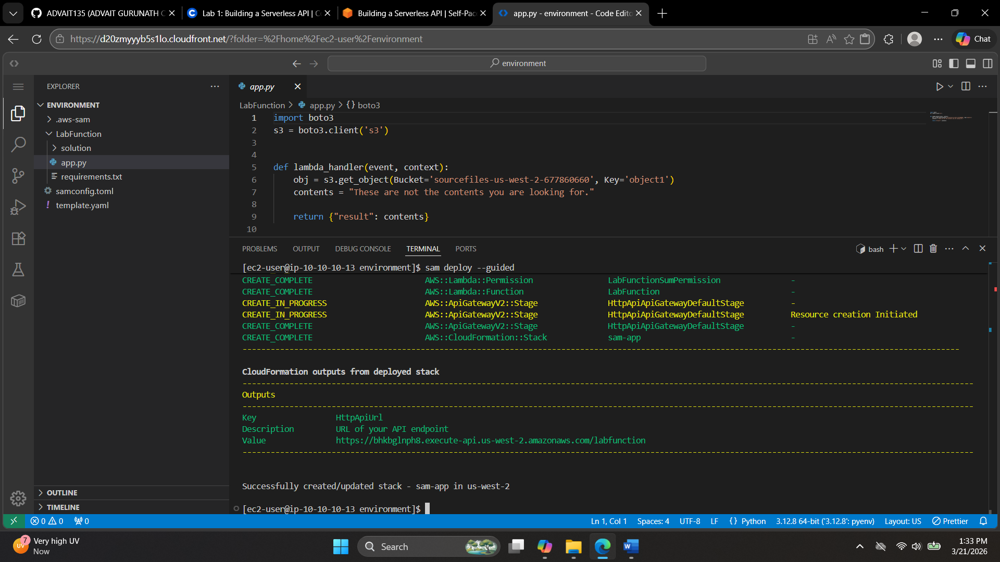 ADVAIT135 (ADVAIT GURUNATH C
Lab 1: Building a Serverless API | Co
Building a Serverless API | Self-Pac
app.py - environment - Code Edito
https://d20zmyyyb5s1lo.cloudfront.net/?folder=%2Fhome%2Fec2-user%2Fenvironment
Chat
environment
EXPLORER
ENVIRONMENT
.aws-sam
LabFunction
solution
app.py
requirements.txt
samconfig.toml
template.yaml
OUTLINE
TIMELINE
app.py
LabFunction > app.py > {} boto3
1 import boto3
2 s3 = boto3.client('s3')
3
4
5 def lambda_handler(event, context):
6 obj = s3.get_object(Bucket='sourcefiles-us-west-2-677860660', Key='object1')
7 contents = "These are not the contents you are looking for."
8
9 return {"result": contents}
10
PROBLEMS OUTPUT DEBUG CONSOLE TERMINAL PORTS
bash
[ec2-user@ip-10-10-10-13 environment]$ sam deploy --guided
CREATE_COMPLETE AWS::Lambda::Permission LabFunctionSumPermission -
CREATE_COMPLETE AWS::Lambda::Function LabFunction -
CREATE_IN_PROGRESS AWS::ApiGatewayV2::Stage HttpApiApiGatewayDefaultStage -
CREATE_IN_PROGRESS AWS::ApiGatewayV2::Stage HttpApiApiGatewayDefaultStage Resource creation Initiated
CREATE_COMPLETE AWS::ApiGatewayV2::Stage HttpApiApiGatewayDefaultStage -
CREATE_COMPLETE AWS::CloudFormation::Stack sam-app -
CloudFormation outputs from deployed stack
Outputs
Key HttpApiUrl
Description URL of your API endpoint
Value https://bhkbglnph8.execute-api.us-west-2.amazonaws.com/labfunction
Successfully created/updated stack - sam-app in us-west-2
[ec2-user@ip-10-10-10-13 environment]$
0 0 0
Ln 1, Col 1 Spaces: 4 UTF-8 LF {} Python 3.12.8 64-bit ('3.12.8': pyenv) Layout: US Prettier
7
UV
Very high UV
Now
Search
1:33 PM
3/21/2026